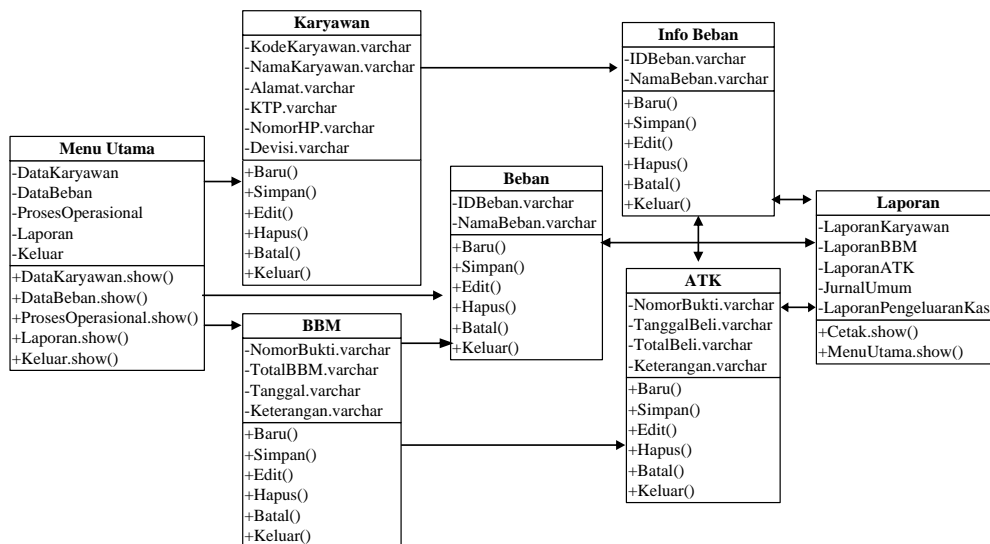 Menu Utama
-DataKaryawan
-DataBeban
-ProsesOperasional
-Laporan
-Keluar
+DataKaryawan.show()
+DataBeban.show()
+ProsesOperasional.show()
+Laporan.show()
+Keluar.show()
Karyawan
-KodeKaryawan.varchar
-NamaKaryawan.varchar
-Alamat.varchar
-KTP.varchar
-NomorHP.varchar
-Devisi.varchar
+Baru()
+Simpan()
+Edit()
+Hapus()
+Batal()
+Keluar()
BBM
-NomorBukti.varchar
-TotalBBM.varchar
-Tanggal.varchar
-Keterangan.varchar
+Baru()
+Simpan()
+Edit()
+Hapus()
+Batal()
+Keluar()
Beban
-IDBeban.varchar
-NamaBeban.varchar
+Baru()
+Simpan()
+Edit()
+Hapus()
+Batal()
+Keluar()
Info Beban
-IDBeban.varchar
-NamaBeban.varchar
+Baru()
+Simpan()
+Edit()
+Hapus()
+Batal()
+Keluar()
ATK
-NomorBukti.varchar
-TanggalBeli.varchar
-TotalBeli.varchar
-Keterangan.varchar
+Baru()
+Simpan()
+Edit()
+Hapus()
+Batal()
+Keluar()
Laporan
-LaporanKaryawan
-LaporanBBM
-LaporanATK
-JurnalUmum
-LaporanPengeluaranKas
+Cetak.show()
+MenuUtama.show()